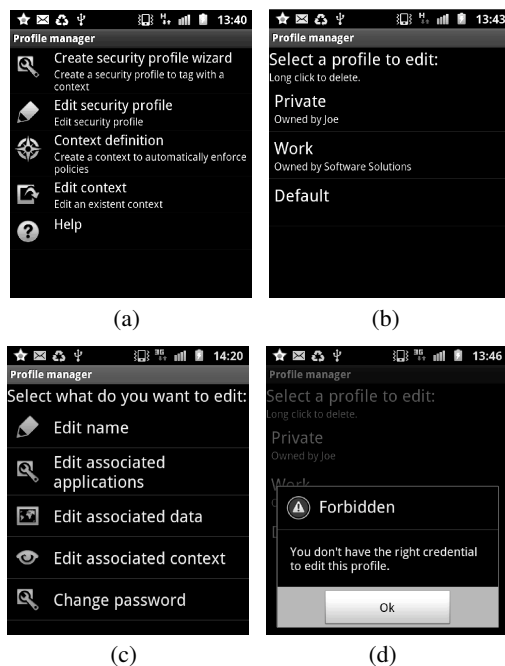 13:40
Profile manager
Create security profile wizard
Create a security profile to tag with a
context
Edit security profile
Edit security profile
Context definition
Create a context to automatically enforce
policies
Edit context
Edit an existent context
Help
(a)
13:43
Profile manager
Select a profile to edit:
Long click to delete.
Private
Owned by Joe
Work
Owned by Software Solutions
Default
(b)
3G
14:20
Profile manager
Select what do you want to edit:
Edit name
Edit associated
applications
Edit associated data
Edit associated context
Change password
(c)
3G
13:46
Profile manager
Select a profile to edit:
Long click to delete.
Private
Owned by Joe
Work
Forbidden
You don't have the right credential
to edit this profile.
Ok
(d)